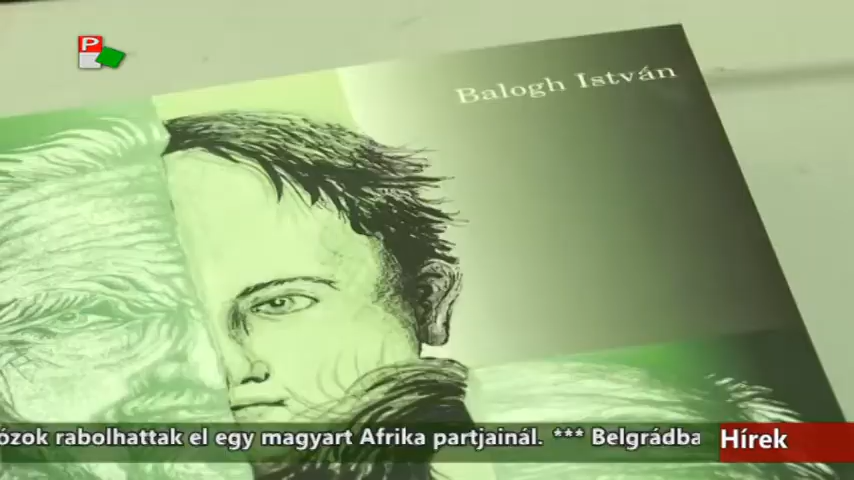 P
Balogh István
ózok rabolhattak el egy magyart Afrika partjainál. *** Belgrádba
Hírek